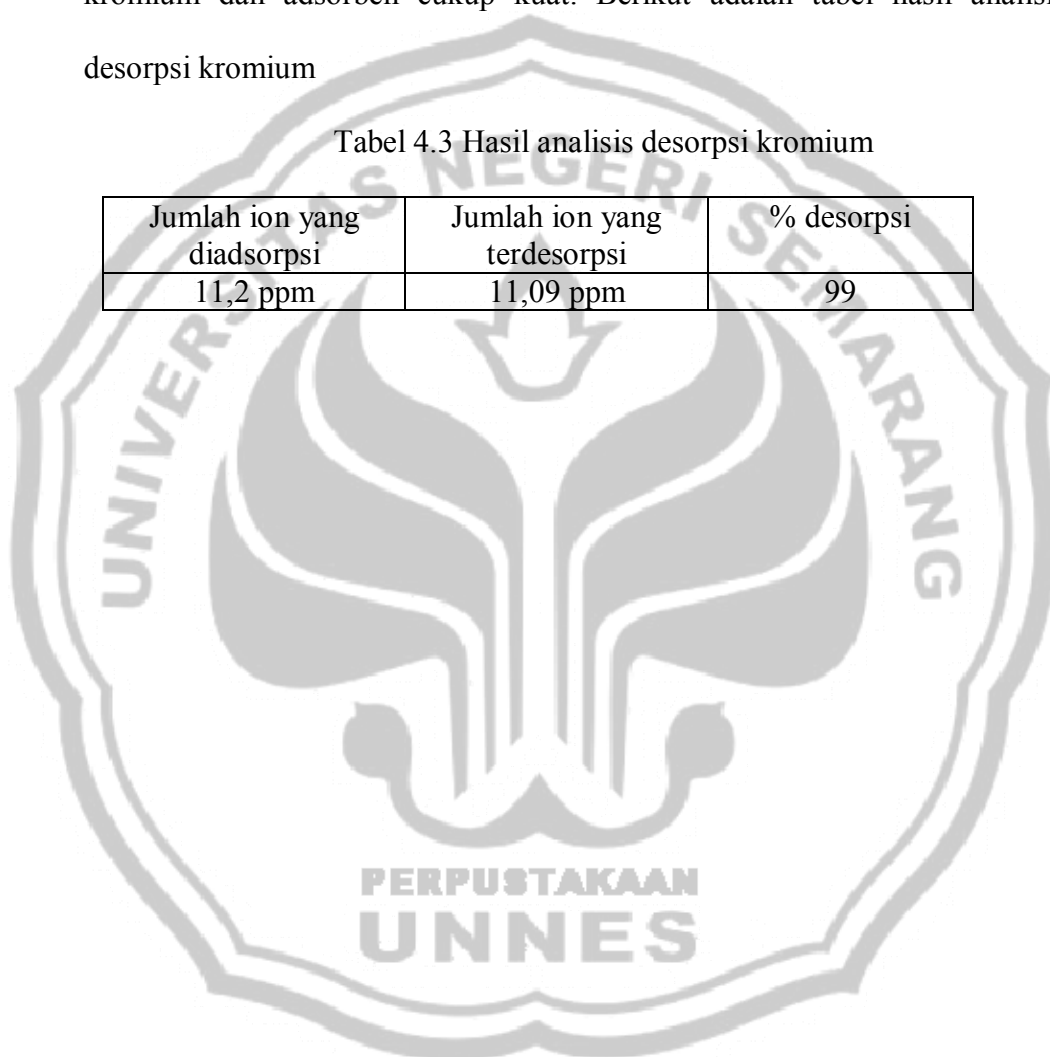 kromium dan adsorben cukup kuat. Berikut adalah tabel hasil analisi
desorpsi kromium
Tabel 4.3 Hasil analisis desorpsi kromium
Jumlah ion yang diadsorpsi
Jumlah ion yang terdesorpsi
% desorpsi
11,2 ppm
11,09 ppm
99
UNIVERSITAS NEGERI SEMARANG
PERPUSTAKAAN
UNNES